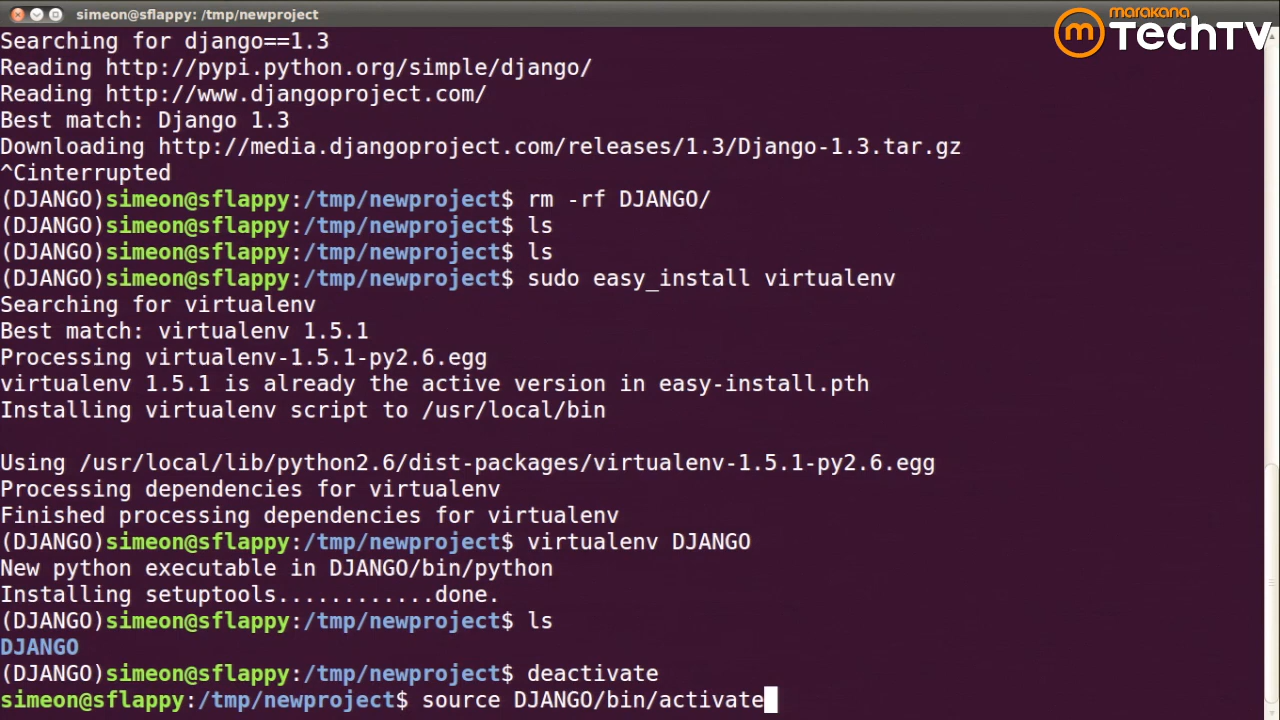 simeon@sflappy: /tmp/newproject
marakana
TechTV
Searching for django==1.3
Reading http://pypi.python.org/simple/django/
Reading http://www.djangoproject.com/
Best match: Django 1.3
Downloading http://media.djangoproject.com/releases/1.3/Django-1.3.tar.gz
^Cinterrupted
(DJANGO)simeon@sflappy:/tmp/newproject$ rm -rf DJANGO/
(DJANGO)simeon@sflappy:/tmp/newproject$ ls
(DJANGO)simeon@sflappy:/tmp/newproject$ ls
(DJANGO)simeon@sflappy:/tmp/newproject$ sudo easy_install virtualenv
Searching for virtualenv
Best match: virtualenv 1.5.1
Processing virtualenv-1.5.1-py2.6.egg
virtualenv 1.5.1 is already the active version in easy-install.pth
Installing virtualenv script to /usr/local/bin
Using /usr/local/lib/python2.6/dist-packages/virtualenv-1.5.1-py2.6.egg
Processing dependencies for virtualenv
Finished processing dependencies for virtualenv
(DJANGO)simeon@sflappy:/tmp/newproject$ virtualenv DJANGO
New python executable in DJANGO/bin/python
Installing setuptools............done.
(DJANGO)simeon@sflappy:/tmp/newproject$ ls
DJANGO
(DJANGO)simeon@sflappy:/tmp/newproject$ deactivate
simeon@sflappy:/tmp/newproject$ source DJANGO/bin/activate